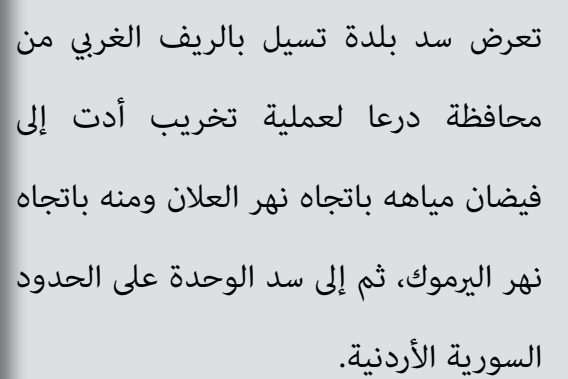 تعرض سد بلدة تسيل بالريف الغربي من
محافظة درعا لعملية تخريب أدت إلى
فيضان مياهه باتجاه نهر العلان ومنه باتجاه
نهر اليرموك، ثم إلى سد الوحدة على الحدود
السورية الأردنية.